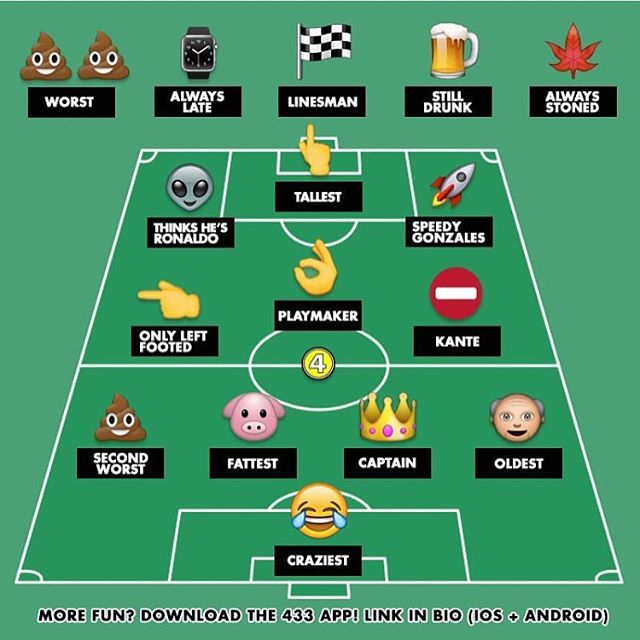 WORST
ALWAYS
LATE
LINESMAN
STILL
DRUNK
ALWAYS
STONED
TALLEST
THINKS HE'S
RONALDO
SPEEDY
GONZALES
ONLY LEFT
FOOTED
PLAYMAKER
KANTE
4
SECOND
WORST
FATTEST
CAPTAIN
OLDEST
CRAZIEST
MORE FUN? DOWNLOAD THE 433 APP! LINK IN BIO (IOS + ANDROID)